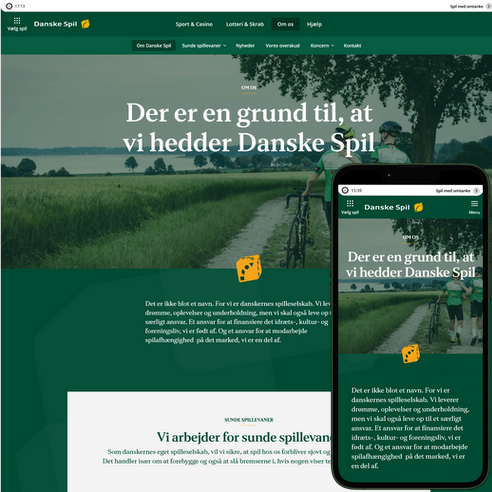 17:13
Spil med omtanke
Vælg spil
Danske Spil
Sport & Casino
Lotteri & Skrab
Om os
Hjælp
Om Danske Spil
Sunde spillevaner
Nyheder
Vores overskud
Koncern
Kontakt
OM OS
Der er en grund til, at
vi hedder Danske Spil
Det er ikke blot et navn. For vi er danskernes spilleselskab. Vi lev
drømme, oplevelser og underholdning, men vi skal også leve op t
særligt ansvar. Et ansvar for at finansiere det idræts-, kultur- og
foreningsliv, vi er født af. Og et ansvar for at modarbejde
spilafhængighed på det marked, vi er en del af.
SUNDE SPILLEVANER
Vi arbejder for sunde spillevan
Som danskernes eget spilleselskab, vil vi sikre, at spil hos os forbliver sjovt og
Det handler især om at forebygge og også at slå bremserne i, hvis nogen viser te
15:39
Spil med omtanke
Vælg spil
Danske Spil
Menu
OM OS
Der er en grund til, at
vi hedder Danske Spil
Det er ikke blot et navn. For vi er
danskernes spilleselskab. Vi leverer
drømme, oplevelser og underholdning,
men vi skal også leve op til et særligt
ansvar. Et ansvar for at finansiere det
idræts-, kultur- og foreningsliv, vi er
født af. Og et ansvar for at modarbejde
spilafhængighed på det marked, vi er
en del af.